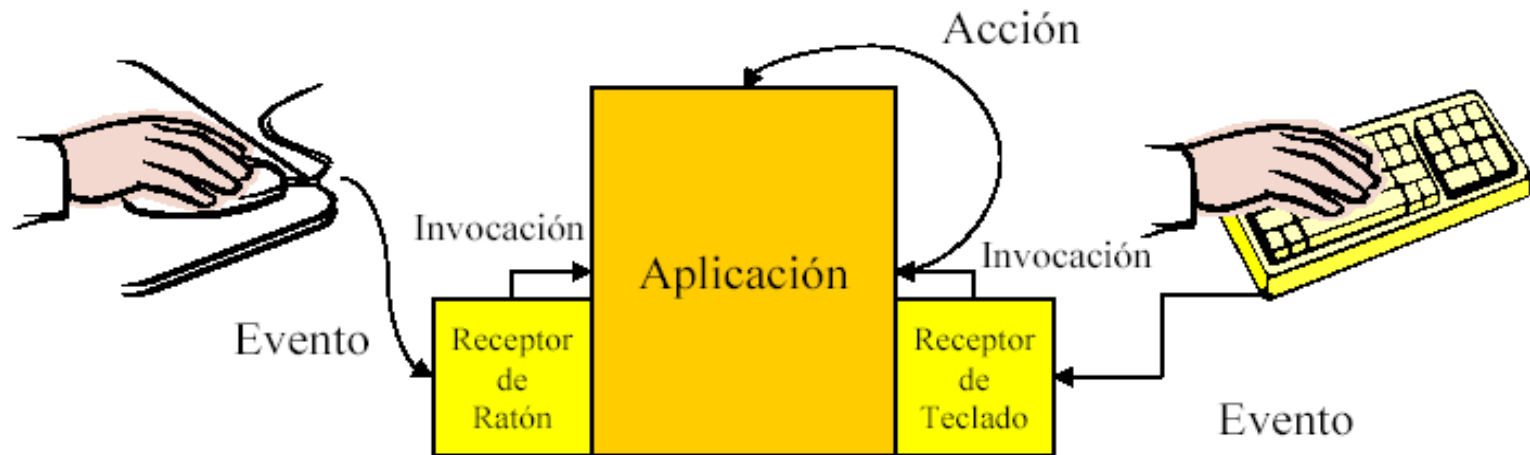 Acción
Invocación
Aplicación
Invocación
Evento
Receptor
de
Ratón
Receptor
de
Teclado
Evento